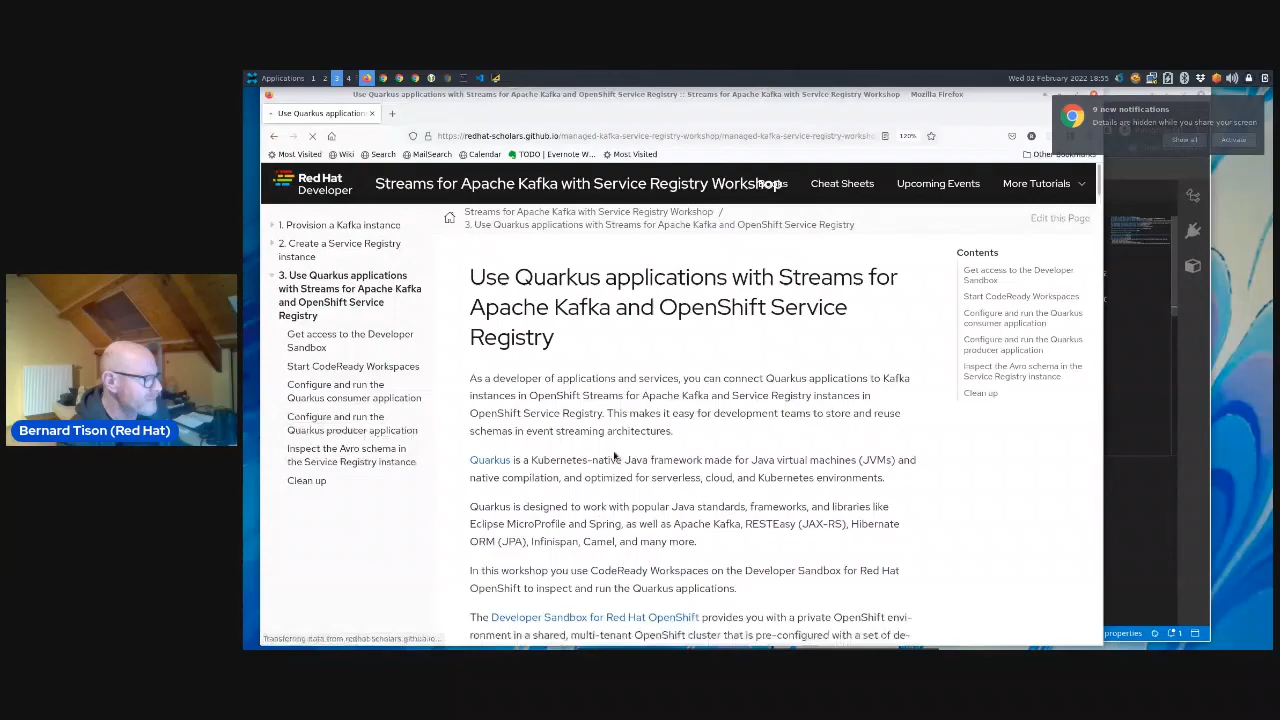 Applications 1 2 3 4
Wed 02 February 2022 18:55
Use Quarkus applications with Streams for Apache Kafka and OpenShift Service Registry :: Streams for Apache Kafka with Service Registry Workshop — Mozilla Firefox
Use Quarkus application
9 new notifications
Details are hidden while you share your screen
Show all Activate
https://redhat-scholars.github.io/managed-kafka-service-registry-workshop/managed-kafka-service-registry-worksho
120%
Most Visited Wiki Search MailSearch Calendar TODO | Evernote W... Most Visited
Other Bookmarks
Red Hat
Developer
Streams for Apache Kafka with Service Registry Workshop
Cheat Sheets Upcoming Events More Tutorials
Streams for Apache Kafka with Service Registry Workshop /
3. Use Quarkus applications with Streams for Apache Kafka and OpenShift Service Registry
Edit this Page
1. Provision a Kafka instance
2. Create a Service Registry
instance
3. Use Quarkus applications
with Streams for Apache Kafka
and OpenShift Service
Registry
Get access to the Developer
Sandbox
Start CodeReady Workspaces
Configure and run the
Quarkus consumer application
Configure and run the
Quarkus producer application
Inspect the Avro schema in
the Service Registry instance
Clean up
Use Quarkus applications with Streams for
Apache Kafka and OpenShift Service
Registry
As a developer of applications and services, you can connect Quarkus applications to Kafka
instances in OpenShift Streams for Apache Kafka and Service Registry instances in
OpenShift Service Registry. This makes it easy for development teams to store and reuse
schemas in event streaming architectures.
Quarkus is a Kubernetes-native Java framework made for Java virtual machines (JVMs) and
native compilation, and optimized for serverless, cloud, and Kubernetes environments.
Quarkus is designed to work with popular Java standards, frameworks, and libraries like
Eclipse MicroProfile and Spring, as well as Apache Kafka, RESTEasy (JAX-RS), Hibernate
ORM (JPA), Infinispan, Camel, and many more.
In this workshop you use CodeReady Workspaces on the Developer Sandbox for Red Hat
OpenShift to inspect and run the Quarkus applications.
The Developer Sandbox for Red Hat OpenShift provides you with a private OpenShift envi-
ronment in a shared, multi-tenant OpenShift cluster that is pre-configured with a set of de-
Contents
Get access to the Developer
Sandbox
Start CodeReady Workspaces
Configure and run the Quarkus
consumer application
Configure and run the Quarkus
producer application
Inspect the Avro schema in the
Service Registry instance
Clean up
Bernard Tison (Red Hat)
Transferring data from redhat-scholars.github.io...
properties
1